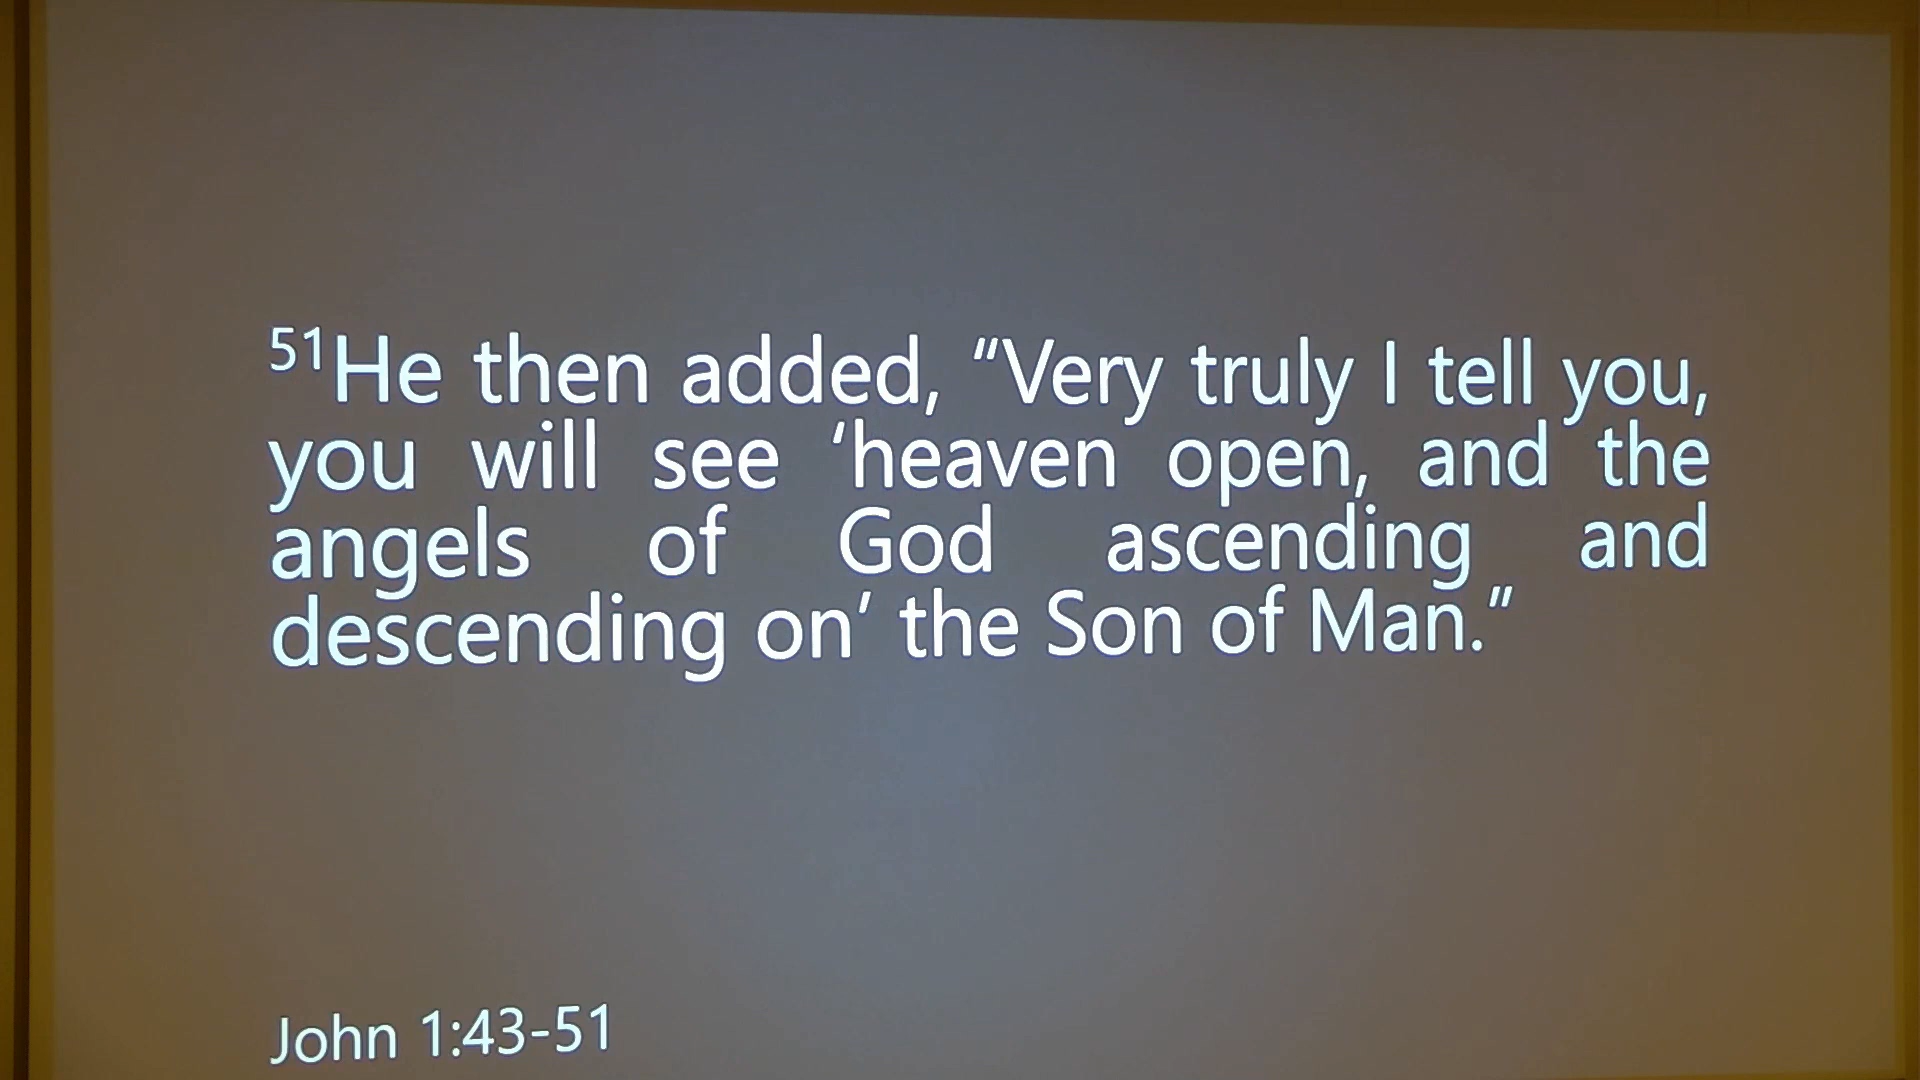 ⁵¹He then added, “Very truly I tell you,
you will see ‘heaven open, and the
angels of God ascending and
descending on’ the Son of Man.”
John 1:43-51